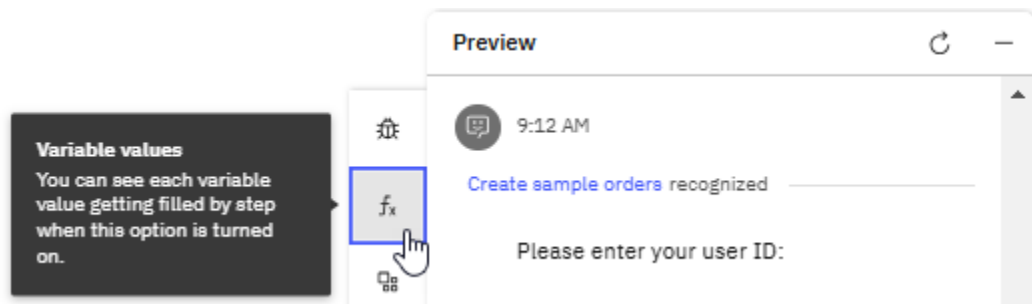 Preview
9:12 AM
Variable values
You can see each variable
value getting filled by step
when this option is turned
on.
fx
Create sample orders recognized
Please enter your user ID: